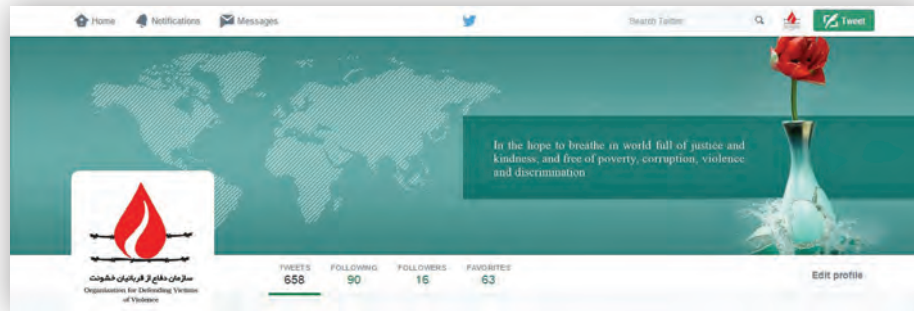 Home Notifications Messages Search Twitter Tweet
In the hope to breathe in world full of justice and
kindness, and free of poverty, corruption, violence
and discrimination
سازمان دفاع از قربانیان خشونت
Organization for Defending Victims
of Violence
TWEETS FOLLOWING FOLLOWERS FAVORITES
658 90 16 63
Edit profile